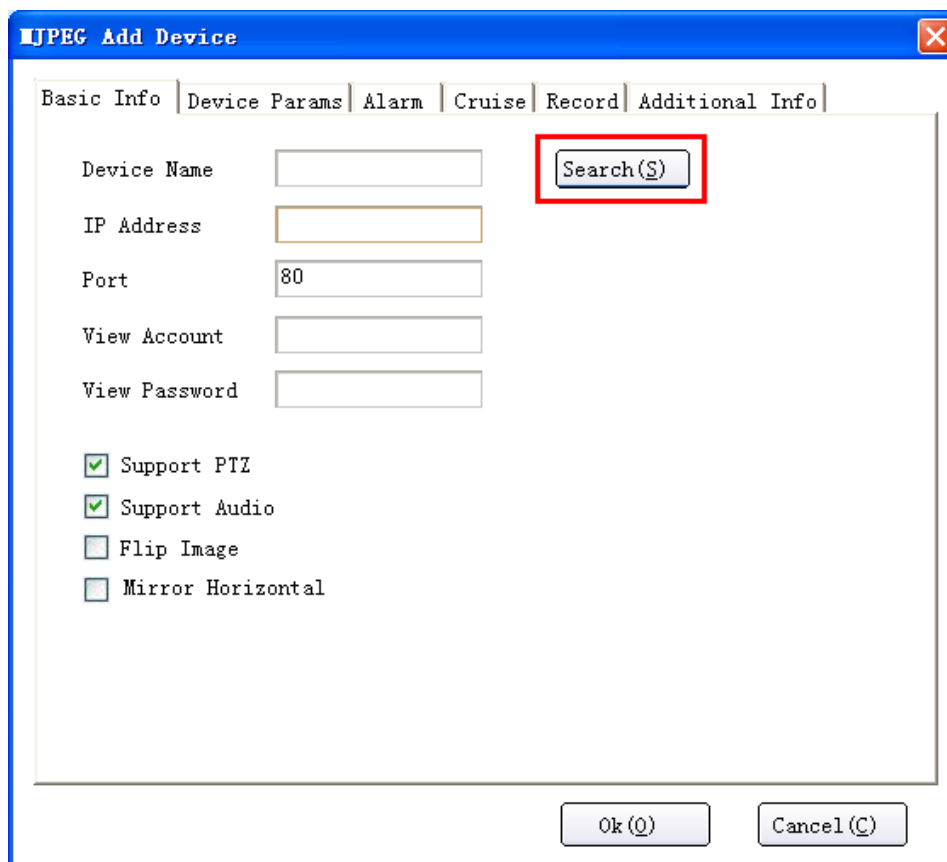 MJPEG Add Device
Basic Info Device Params Alarm Cruise Record Additional Info
Device Name Search(S)
IP Address
Port 80
View Account
View Password
Support PTZ
Support Audio
Flip Image
Mirror Horizontal
Ok(O) Cancel(C)